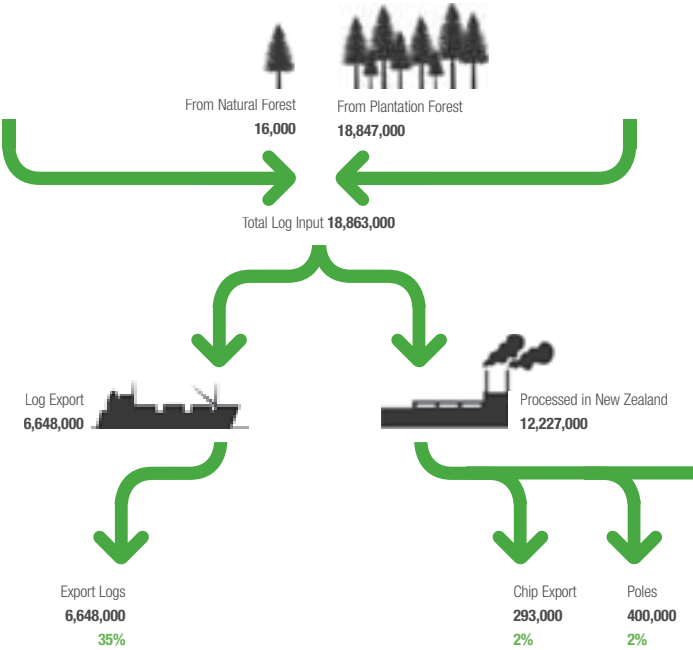 From Natural Forest
16,000
From Plantation Forest
18,847,000
Total Log Input 18,863,000
Log Export
6,648,000
Processed in New Zealand
12,227,000
Export Logs
6,648,000
35%
Chip Export
293,000
2%
Poles
400,000
2%